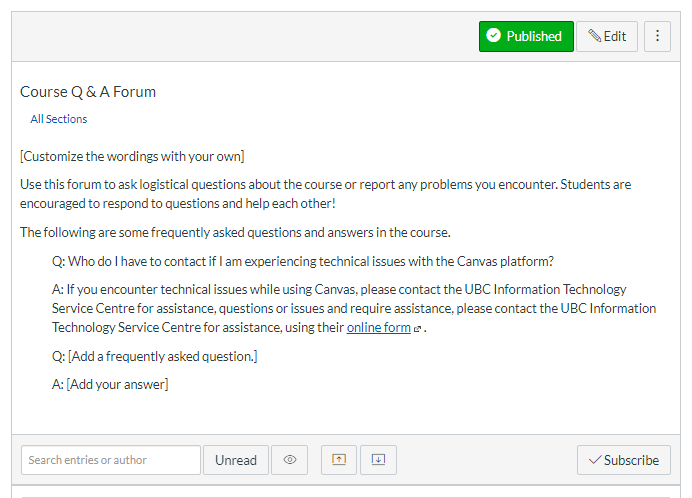 Published
Edit
Course Q & A Forum
All Sections
[Customize the wordings with your own]
Use this forum to ask logistical questions about the course or report any problems you encounter. Students are
encouraged to respond to questions and help each other!
The following are some frequently asked questions and answers in the course.
Q: Who do I have to contact if I am experiencing technical issues with the Canvas platform?
A: If you encounter technical issues while using Canvas, please contact the UBC Information Technology
Service Centre for assistance, questions or issues and require assistance, please contact the UBC Information
Technology Service Centre for assistance, using their online form .
Q: [Add a frequently asked question.]
A: [Add your answer]
Search entries or author
Unread
Subscribe